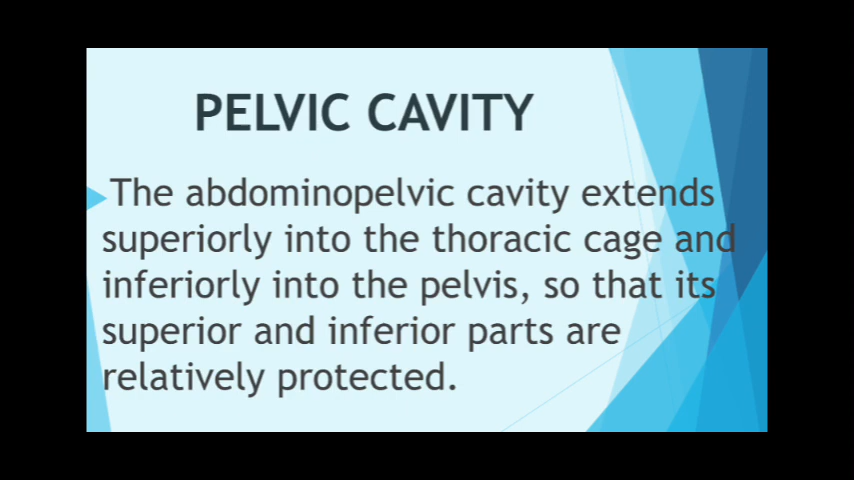 PELVIC CAVITY
The abdominopelvic cavity extends
superiorly into the thoracic cage and
inferiorly into the pelvis, so that its
superior and inferior parts are
relatively protected.